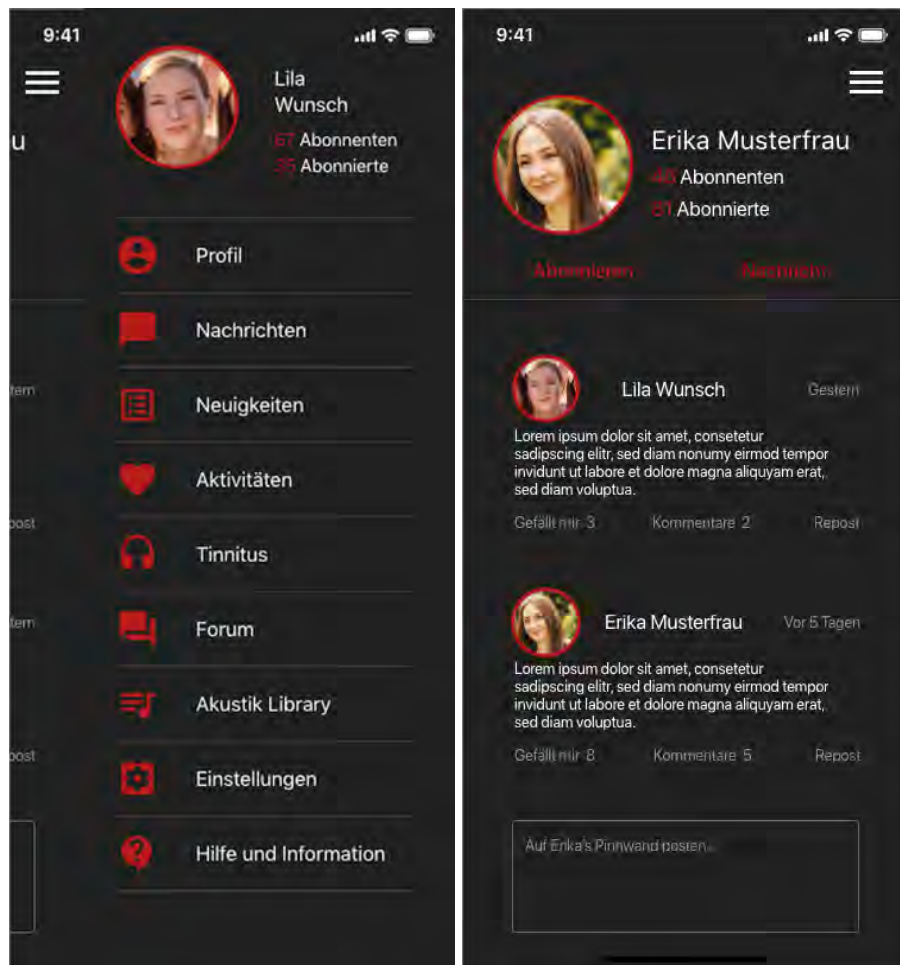 9:41
u
Lila
Wunsch
67 Abonnenten
35 Abonnierte
Profil
Nachrichten
Neuigkeiten
Aktivitäten
Tinnitus
Forum
Akustik Library
Einstellungen
Hilfe und Information
tern
post
tern
post
9:41
Erika Musterfrau
Abonnenten
Abonnierte
Abonnieren
Gestern
Lila Wunsch
Lorem ipsum dolor sit amet, consetetur
sadipscing elitr, sed diam nonumy eirmod tempor
invidunt ut labore et dolore magna aliquyam erat,
sed diam voluptua.
Gefällt mir 3
Kommentare 2
Repost
Erika Musterfrau
Vor 5 Tagen
Lorem ipsum dolor sit amet, consetetur
sadipscing elitr, sed diam nonumy eirmod tempor
invidunt ut labore et dolore magna aliquyam erat,
sed diam voluptua.
Gefällt mir 8
Kommentare 5
Repost
Auf Erika's Pinnwand posten...